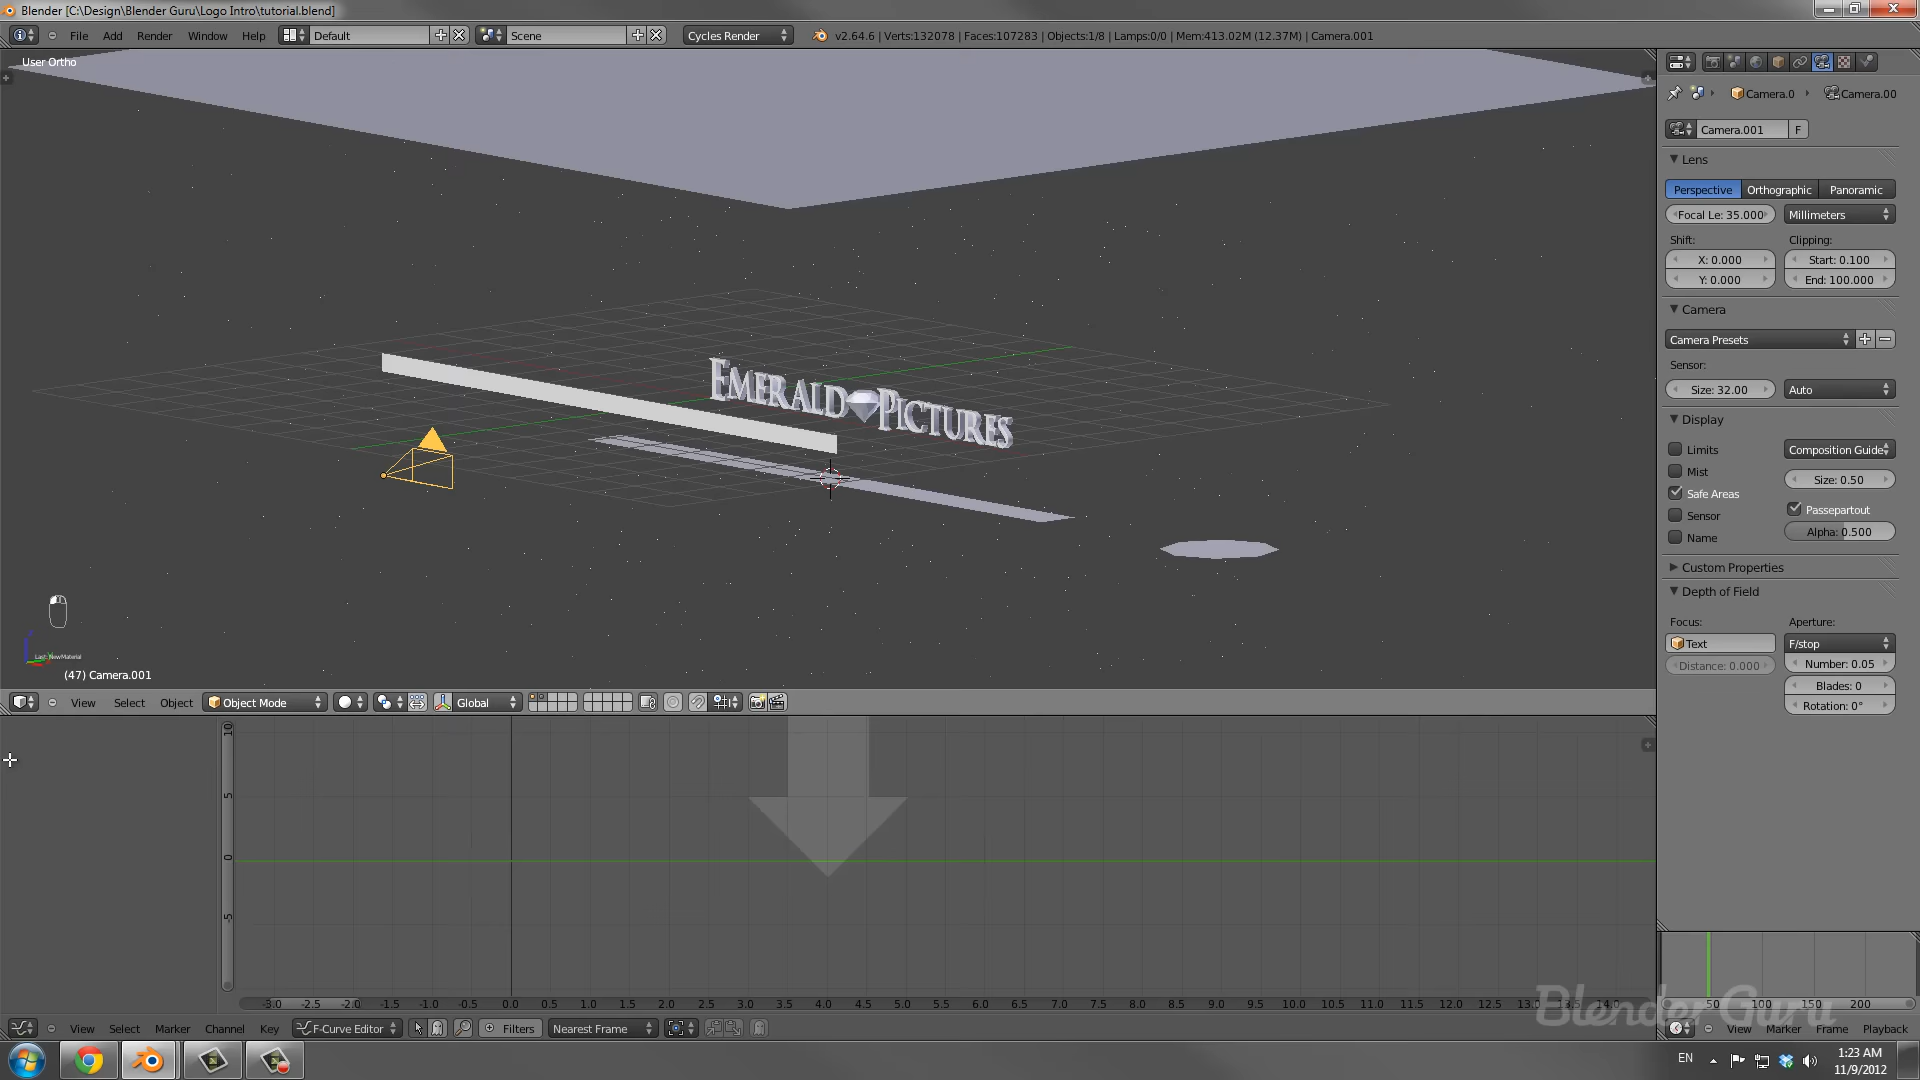 Blender [C:\Design\Blender Guru\Logo Intro\tutorial.blend]
File Add Render Window Help Default Scene Cycles Render v2.64.6 | Verts:132078 | Faces:107283 | Objects:1/8 | Lamps:0/0 | Mem:413.02M (12.37M) | Camera.001
User Ortho
Camera.0 Camera.00
Camera.001 F
Lens
Perspective Orthographic Panoramic
Focal Le: 35.000 Millimeters
Shift: Clipping:
X: 0.000 Start: 0.100
Y: 0.000 End: 100.000
Camera
Camera Presets
Sensor:
Size: 32.00 Auto
Display
Limits Composition Guide
Mist Size: 0.50
Safe Areas
Sensor Passepartout
Name Alpha: 0.500
Custom Properties
Depth of Field
Focus: Aperture:
Text F/stop
Distance: 0.000 Number: 0.05
Blades: 0
Rotation: 0°
EMERALD PICTURES
Last: New Material
(47) Camera.001
View Select Object Object Mode Global
10
5
0
-5
-3.0 -2.5 -2.0 -1.5 -1.0 -0.5 0.0 0.5 1.0 1.5 2.0 2.5 3.0 3.5 4.0 4.5 5.0 5.5 6.0 6.5 7.0 7.5 8.0 8.5 9.0 9.5 10.0 10.5 11.0 11.5 12.0 12.5 13.0 13.5 14.0
50 100 150 200
BlenderGuru
View Select Marker Channel Key F-Curve Editor Filters Nearest Frame
View Marker Frame Playback
EN 1:23 AM
11/9/2012